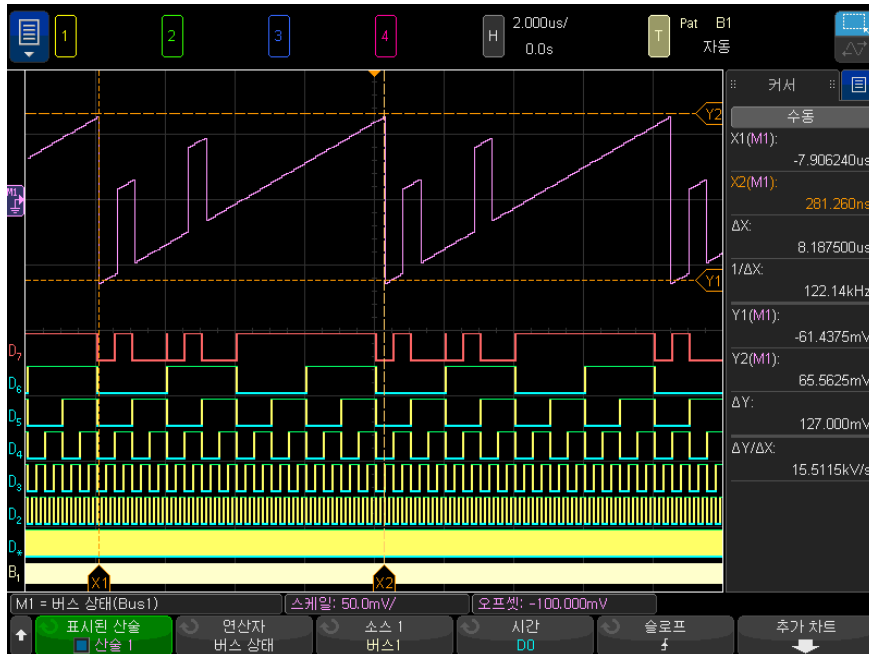 1 2 3 4 H 2.000us/ 0.0s T Pat B1 자동
커서
수동
X1(M1):
-7.906240us
X2(M1):
281.260ns
ΔX:
8.187500us
1/ΔX:
122.14kHz
Y1(M1):
-61.4375mV
Y2(M1):
65.5625mV
ΔY:
127.000mV
ΔY/ΔX:
15.5115kV/s
Y2
M1
Y1
D7
D6
D5
D4
D3
D2
D*
B1
X1 X2
M1 = 버스 상태(Bus1) 스케일: 50.0mV/ 오프셋: -100.000mV
표시된 산술 연산자 소스 1 시간 슬로프 추가 차트
산술 1 버스 상태 버스1 D0